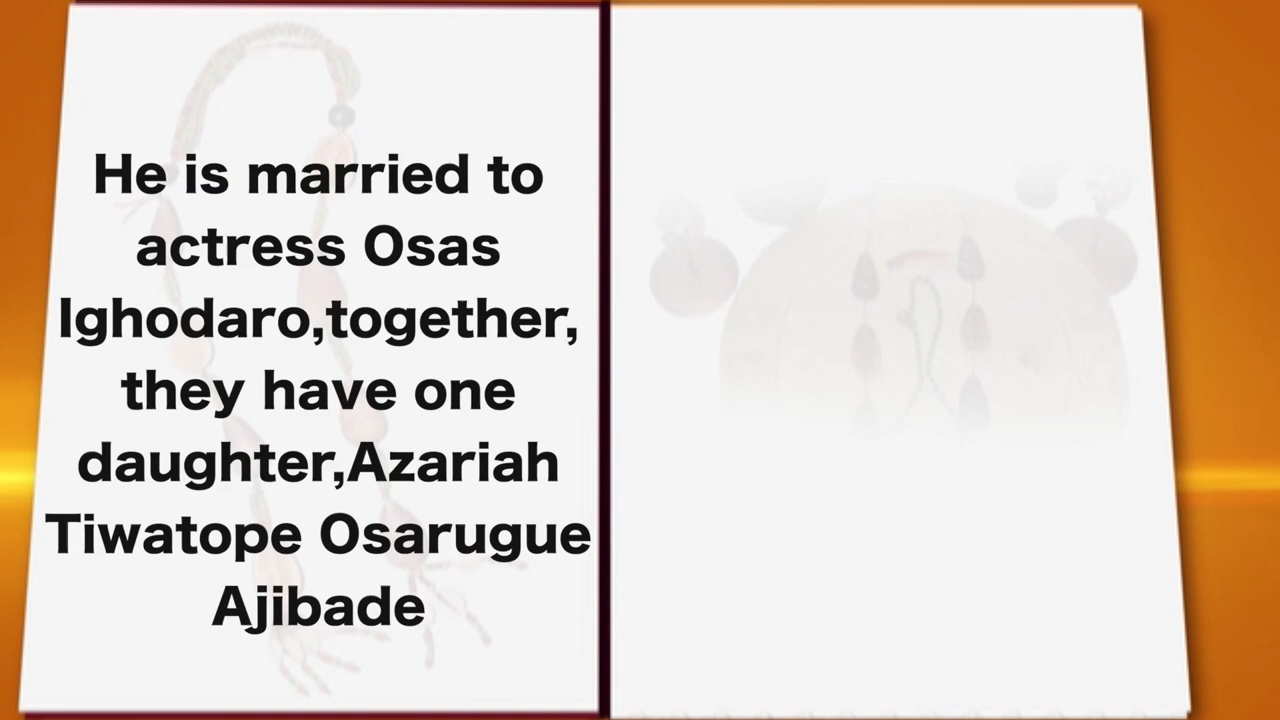 He is married to
actress Osas
Ighodaro,together,
they have one
daughter,Azariah
Tiwatope Osarugue
Ajibade